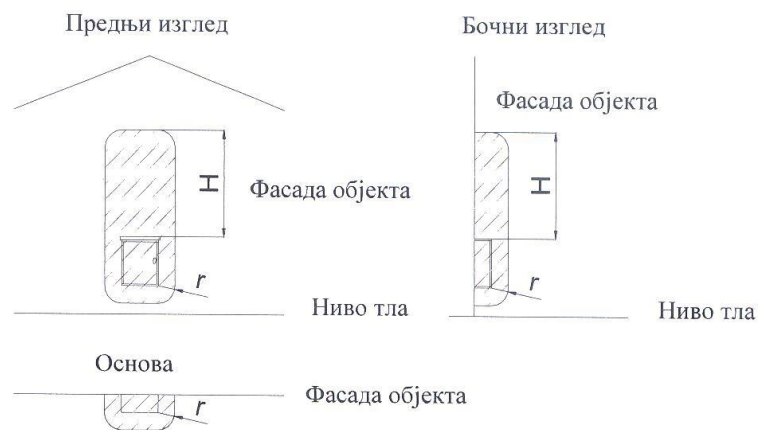 Предњи изглед
Бочни изглед
Фасада објекта
H
H
Фасада објекта
r
r
Ниво тла
Ниво тла
Основа
Фасада објекта
r